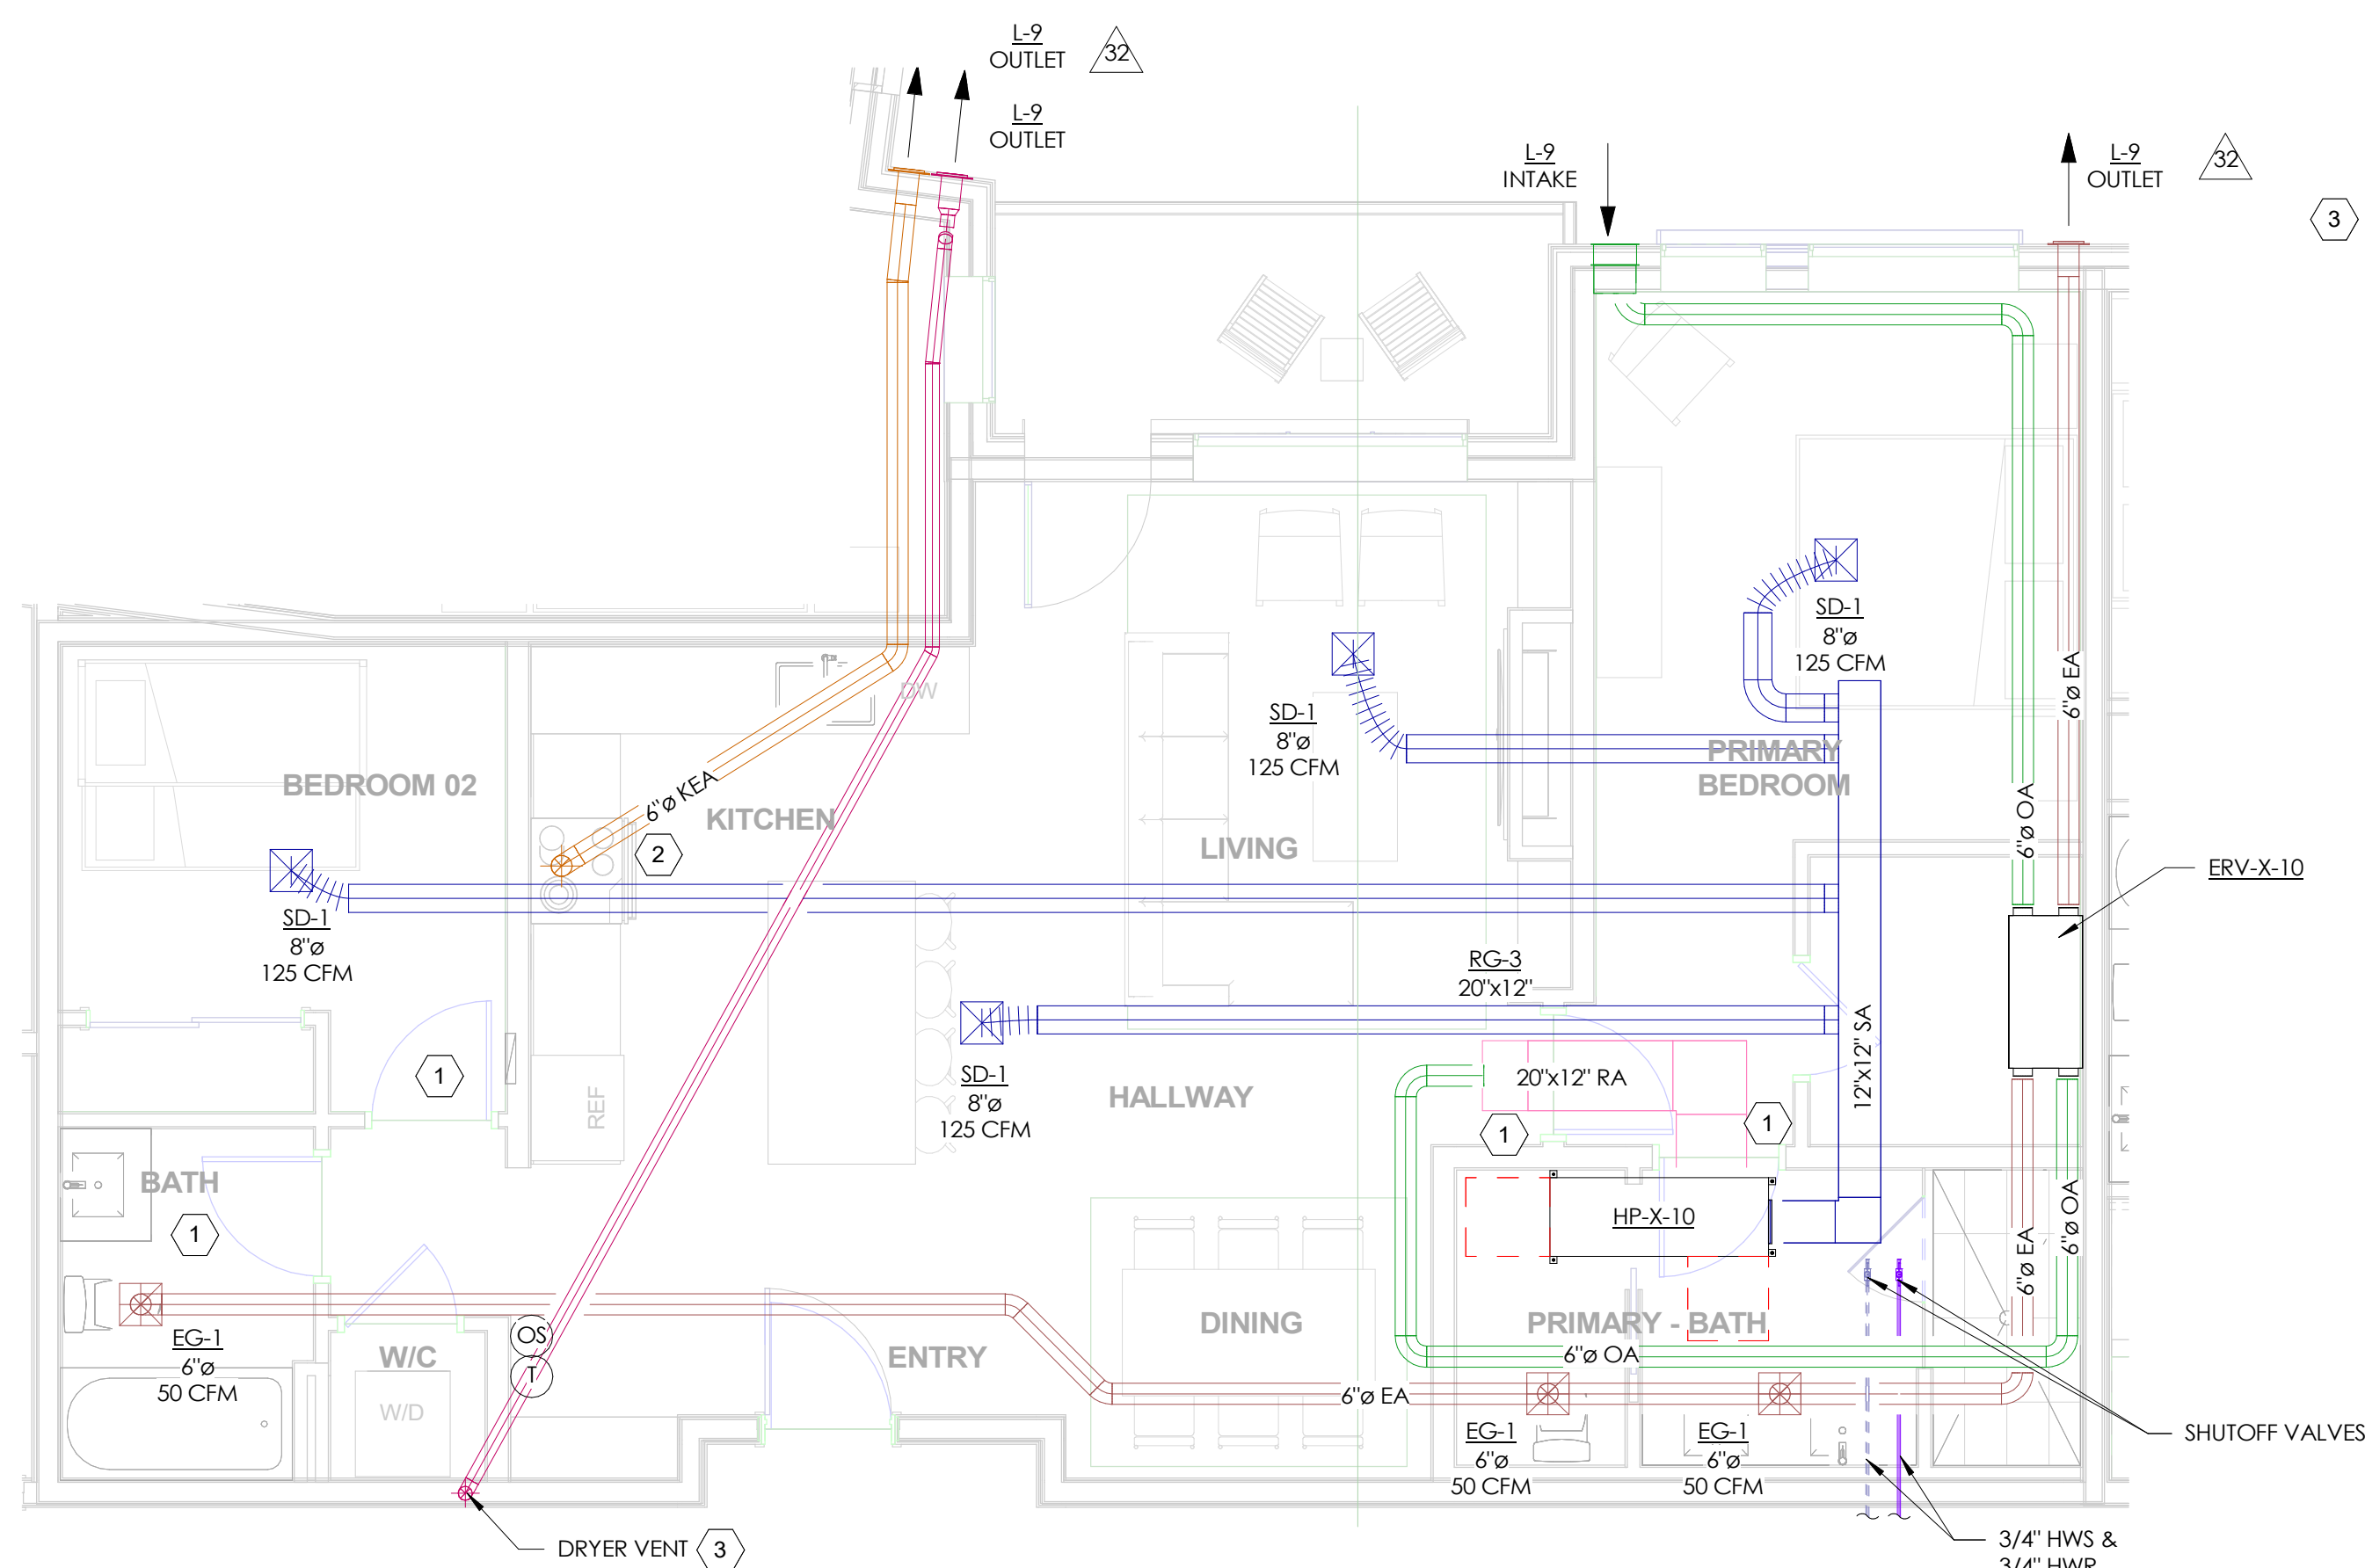 L-9
OUTLET
32
L-9
OUTLET
L-9
INTAKE
L-9
OUTLET
32
3
SD-1
8"ø
125 CFM
6"ø EA
SD-1
8"ø
125 CFM
DW
PRIMARY
BEDROOM
BEDROOM 02
6"ø KEA
KITCHEN
2
LIVING
6"ø OA
ERV-X-10
SD-1
8"ø
125 CFM
RG-3
20"x12"
12"x12" SA
1
REF
SD-1
8"ø
125 CFM
HALLWAY
20"x12" RA
1
1
BATH
1
HP-X-10
6"ø EA
6"ø OA
EG-1
6"ø
50 CFM
W/C
OS
T
ENTRY
DINING
PRIMARY - BATH
6"ø OA
6"ø EA
W/D
EG-1
6"ø
50 CFM
EG-1
6"ø
50 CFM
SHUTOFF VALVES
DRYER VENT
3
3/4" HWS &
3/4" HWR